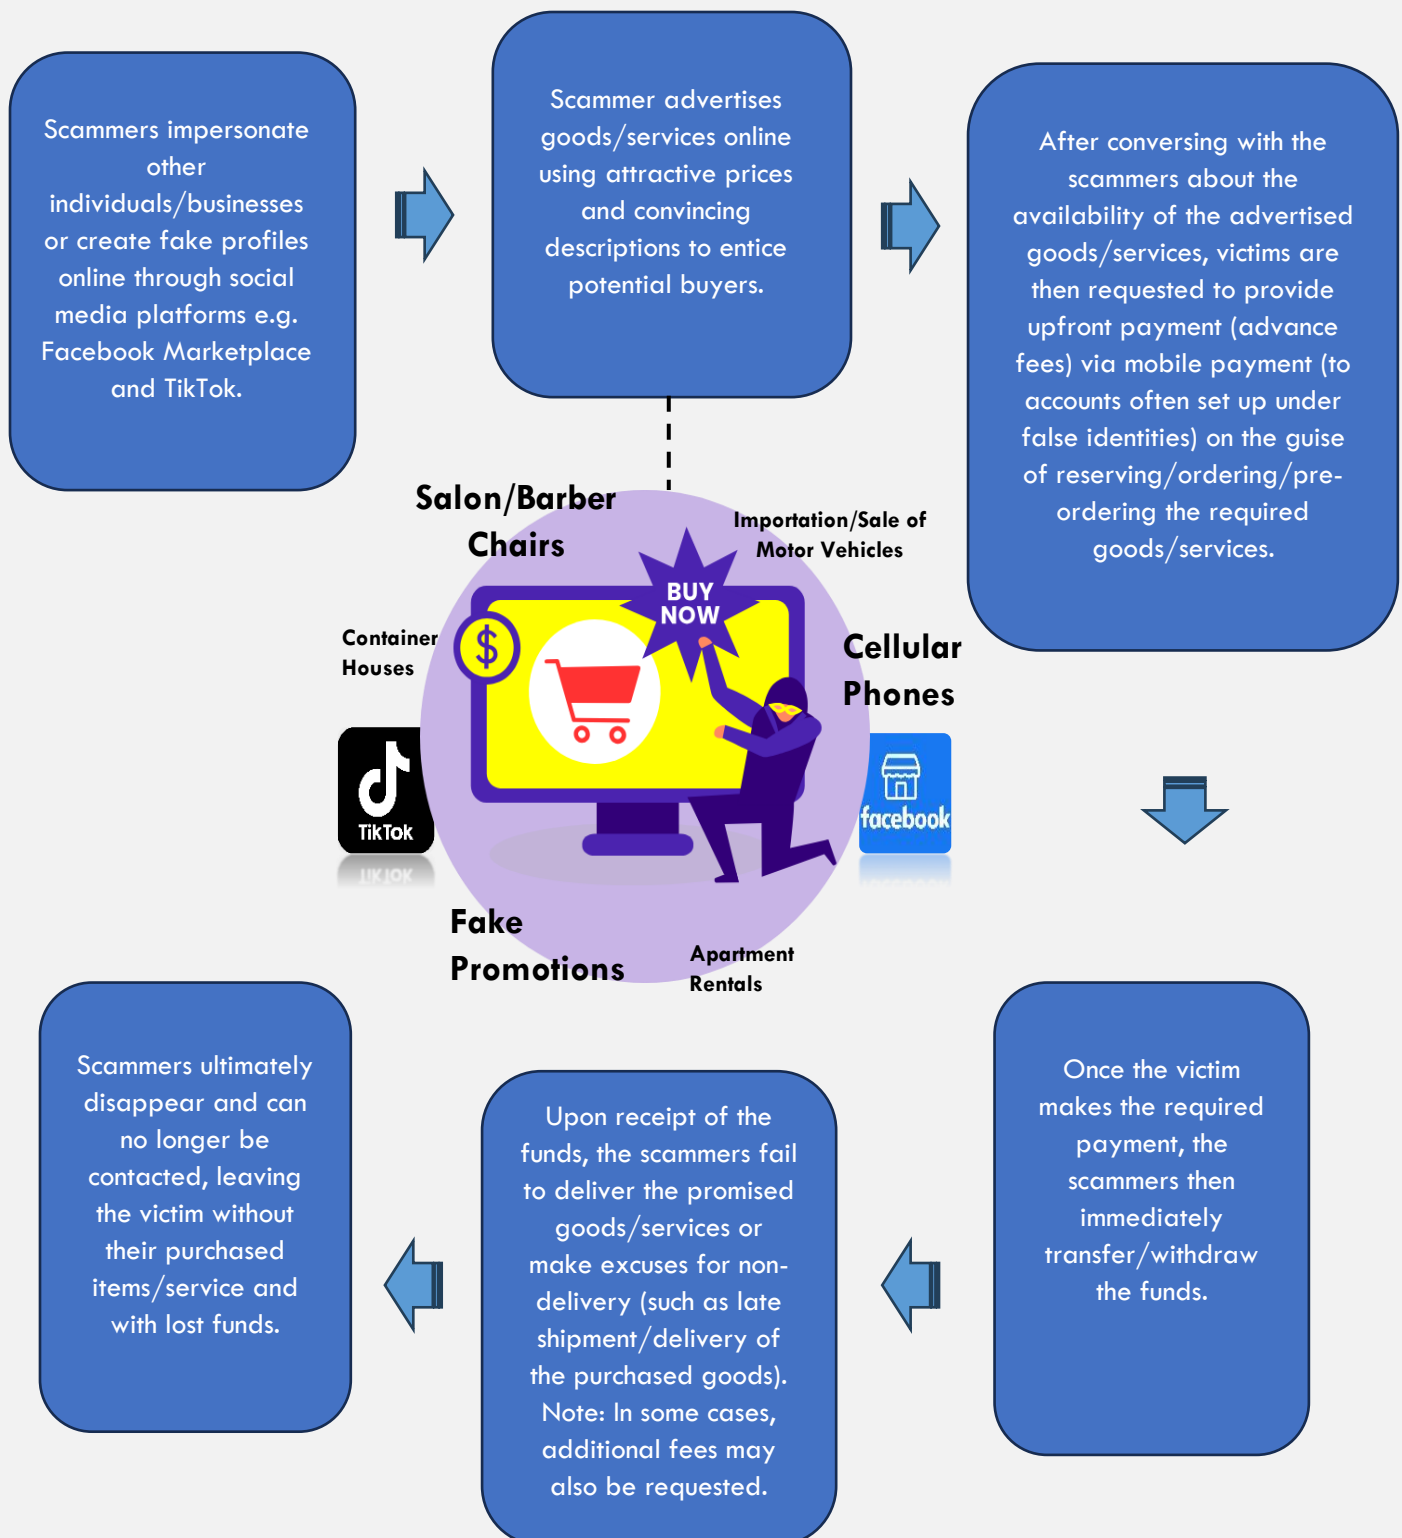 Scammers impersonate
other
individuals/businesses
or create fake profiles
online through social
media platforms e.g.
Facebook Marketplace
and TikTok.
Scammer advertises
goods/services online
using attractive prices
and convincing
descriptions to entice
potential buyers.
After conversing with the
scammers about the
availability of the advertised
goods/services, victims are
then requested to provide
upfront payment (advance
fees) via mobile payment (to
accounts often set up under
false identities) on the guise
of reserving/ordering/pre-
ordering the required
goods/services.
Salon/Barber
Chairs
Importation/Sale of
Motor Vehicles
BUY
NOW
$
Container
Houses
Cellular
Phones
TikTok
facebook
Fake
Promotions
Apartment
Rentals
Once the victim
makes the required
payment, the
scammers then
immediately
transfer/withdraw
the funds.
Upon receipt of the
funds, the scammers fail
to deliver the promised
goods/services or
make excuses for non-
delivery (such as late
shipment/delivery of
the purchased goods).
Note: In some cases,
additional fees may
also be requested.
Scammers ultimately
disappear and can
no longer be
contacted, leaving
the victim without
their purchased
items/service and
with lost funds.